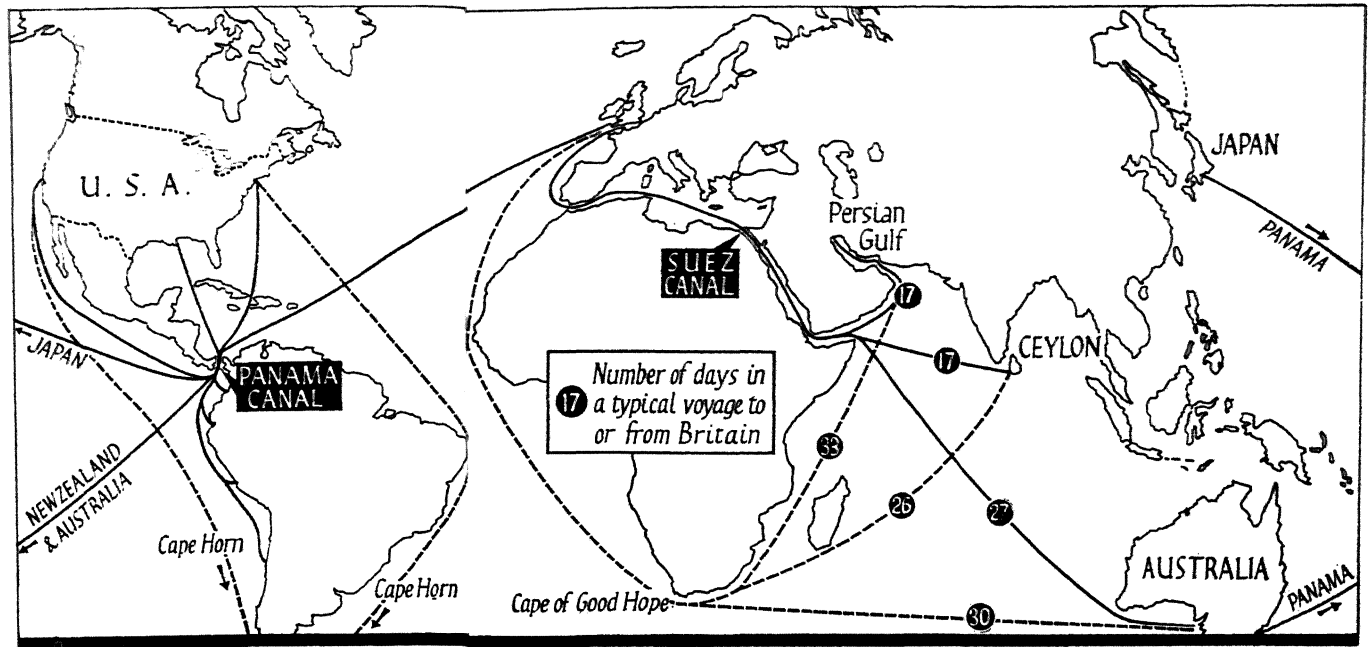 U. S. A.
JAPAN
PANAMA
CANAL
NEWZEALAND
& AUSTRALIA
Cape Horn
Cape Horn
SUEZ
CANAL
Persian
Gulf
17
17
CEYLON
17
Number of days in
a typical voyage to
or from Britain
33
26
27
Cape of Good Hope
30
JAPAN
PANAMA
AUSTRALIA
PANAMA